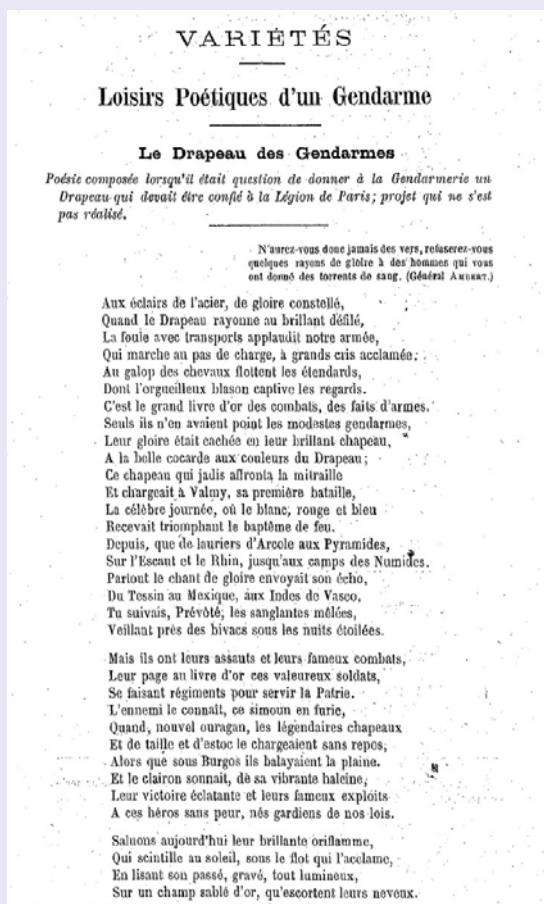 VARIÉTÉS
Loisirs Poétiques d'un Gendarme
Le Drapeau des Gendarmes
Poésie composée lorsqu'il était question de donner à la Gendarmerie un
Drapeau qui devait être confié à la Légion de Paris; projet qui ne s'est
pas réalisé.
N'aurez-vous donc jamais des vers, refuserez-vous
quelques rayons de gloire à des hommes qui vous
ont donné des torrents de sang. (Général AMBERT.)
Aux éclairs de l'acier, de gloire constellé,
Quand le Drapeau rayonne au brillant défilé,
La foule avec transports applaudit notre armée,
Qui marche au pas de charge, à grands cris acclamée;
Au galop des chevaux flottent les étendards,
Dont l'orgueilleux blason captive les regards.
C'est le grand livre d'or des combats, des faits d'armes.
Seuls ils n'en avaient point les modestes gendarmes,
Leur gloire était cachée en leur brillant chapeau,
A la belle cocarde aux couleurs du Drapeau;
Ce chapeau qui jadis affronta la mitraille
Et chargeait à Valmy, sa première bataille,
La célèbre journée, où le blanc, rouge et bleu
Recevait triomphant le baptême de feu.
Depuis, que de lauriers d'Arcole aux Pyramides,
Sur l'Escaut et le Rhin, jusqu'aux camps des Numides.
Partout le chant de gloire envoyait son écho,
Du Tessin au Mexique, aux Indes de Vasco,
Tu suivais, Prévôté, les sanglantes mêlées,
Veillant près des bivacs sous les nuits étoilées.
Mais ils ont leurs assauts et leurs fameux combats,
Leur page au livre d'or ces valeureux soldats,
Se faisant régiments pour servir la Patrie.
L'ennemi le connaît, ce simoun en furie,
Quand, nouvel ouragan, les légendaires chapeaux
Et de taille et d'estoc le chargeaient sans repos,
Alors que sous Burgos ils balayaient la plaine.
Et le clairon sonnait, de sa vibrante haleine,
Leur victoire éclatante et leurs fameux exploits
A ces héros sans peur, nés gardiens de nos lois.
Saluons aujourd'hui leur brillante oriflamme,
Qui scintille au soleil, sous le flot qui l'acclame,
En lisant son passé, gravé, tout lumineux,
Sur un champ sablé d'or, qu'escortent leurs neveux.